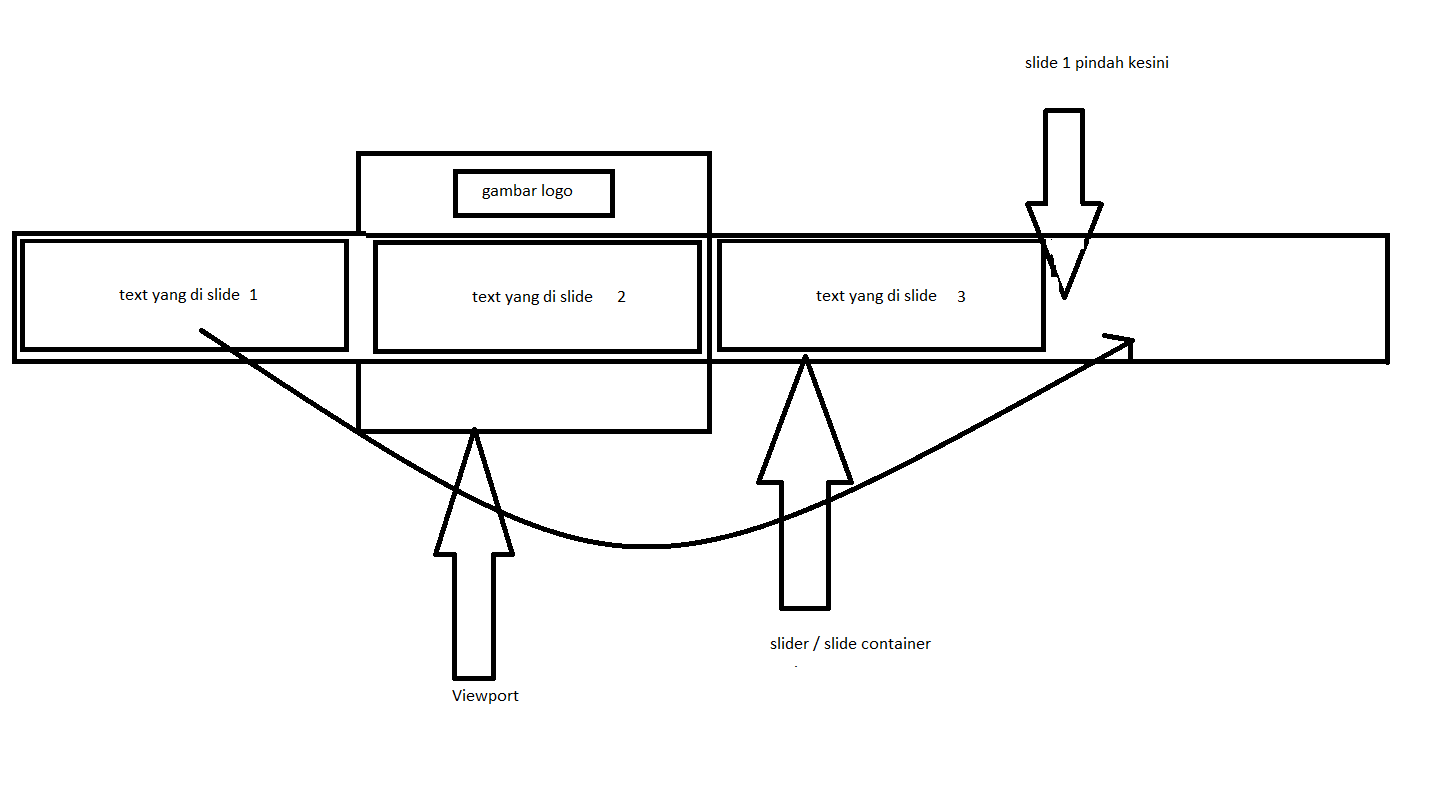 slide 1 pindah kesini
gambar logo
text yang di slide 1
text yang di slide 2
text yang di slide 3
slider / slide container
Viewport